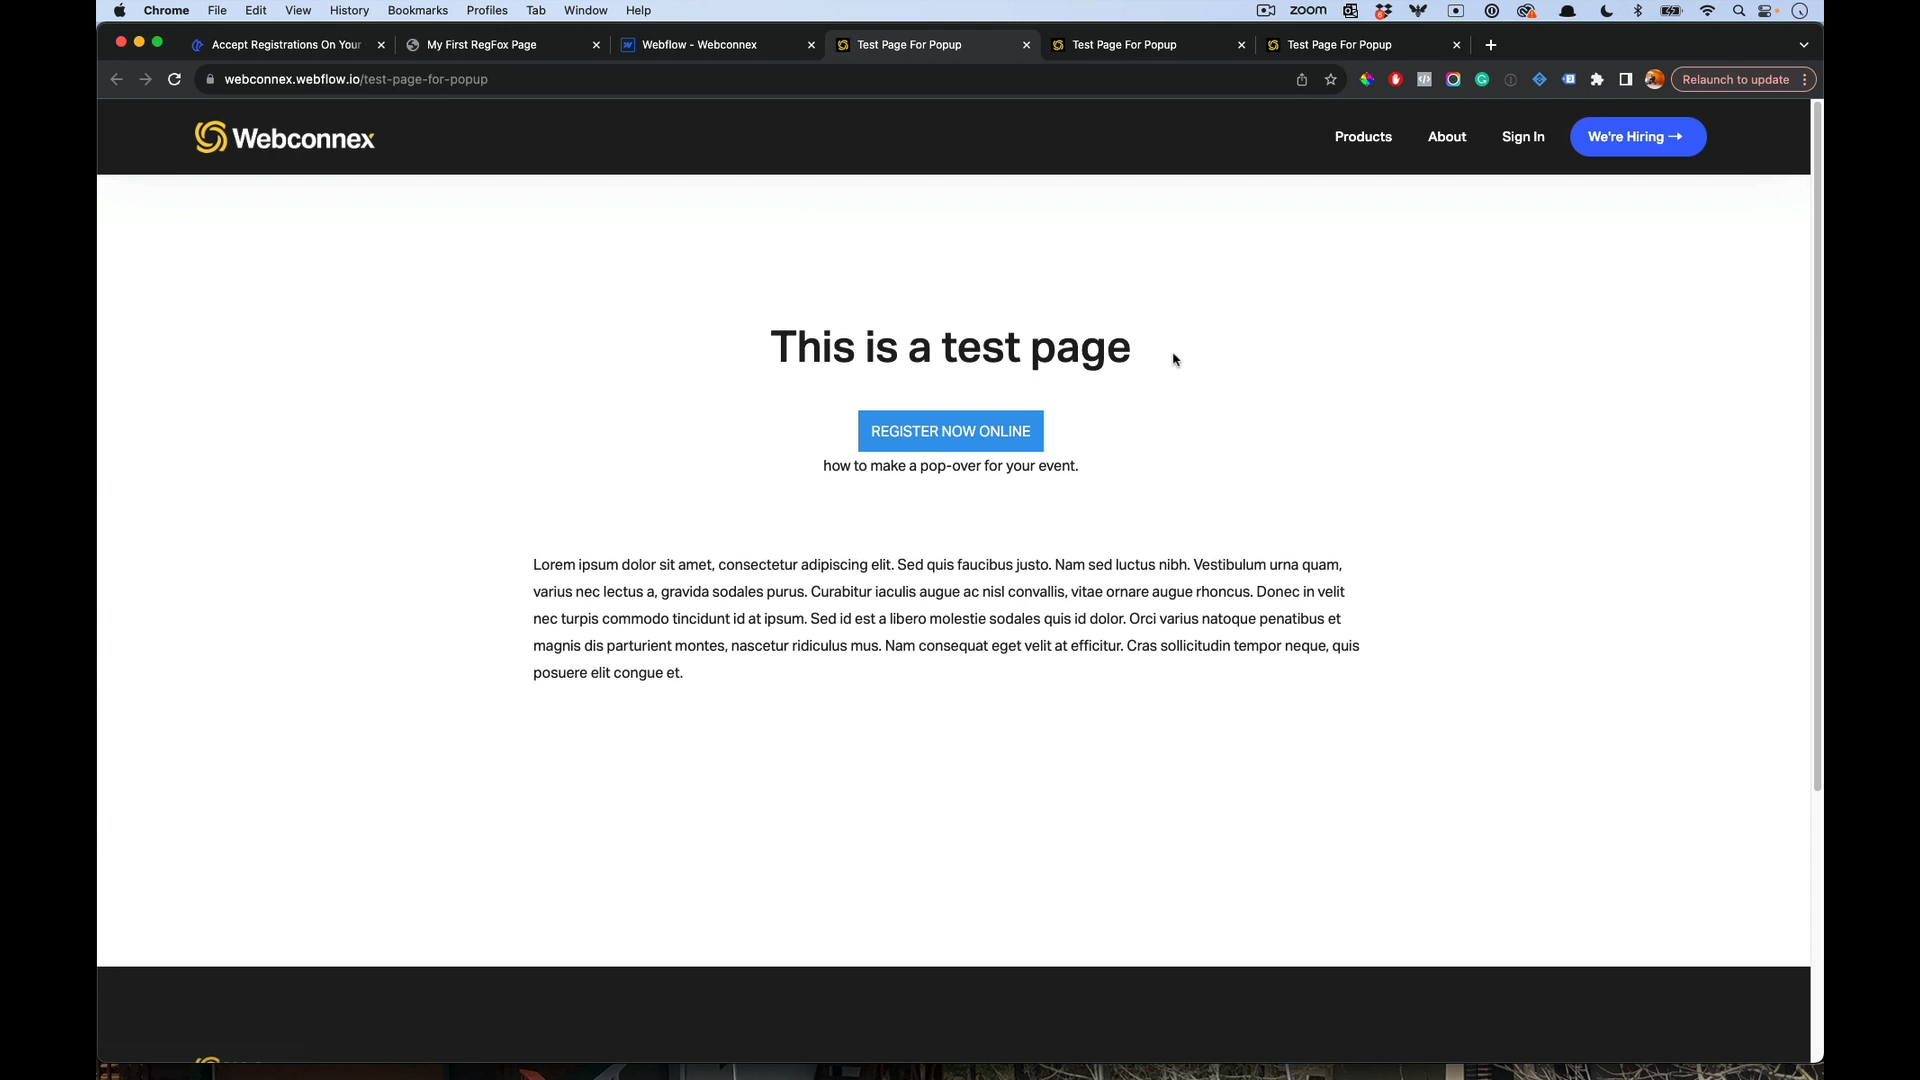 Chrome File Edit View History Bookmarks Profiles Tab Window Help zoom
Accept Registrations On Your My First RegFox Page Webflow - Webconnex Test Page For Popup Test Page For Popup Test Page For Popup
webconnex.webflow.io/test-page-for-popup Relaunch to update
Webconnex Products About Sign In We're Hiring →
This is a test page
REGISTER NOW ONLINE
how to make a pop-over for your event.
Lorem ipsum dolor sit amet, consectetur adipiscing elit. Sed quis faucibus justo. Nam sed luctus nibh. Vestibulum urna quam,
varius nec lectus a, gravida sodales purus. Curabitur iaculis augue ac nisl convallis, vitae ornare augue rhoncus. Donec in velit
nec turpis commodo tincidunt id at ipsum. Sed id est a libero molestie sodales quis id dolor. Orci varius natoque penatibus et
magnis dis parturient montes, nascetur ridiculus mus. Nam consequat eget velit at efficitur. Cras sollicitudin tempor neque, quis
posuere elit congue et.